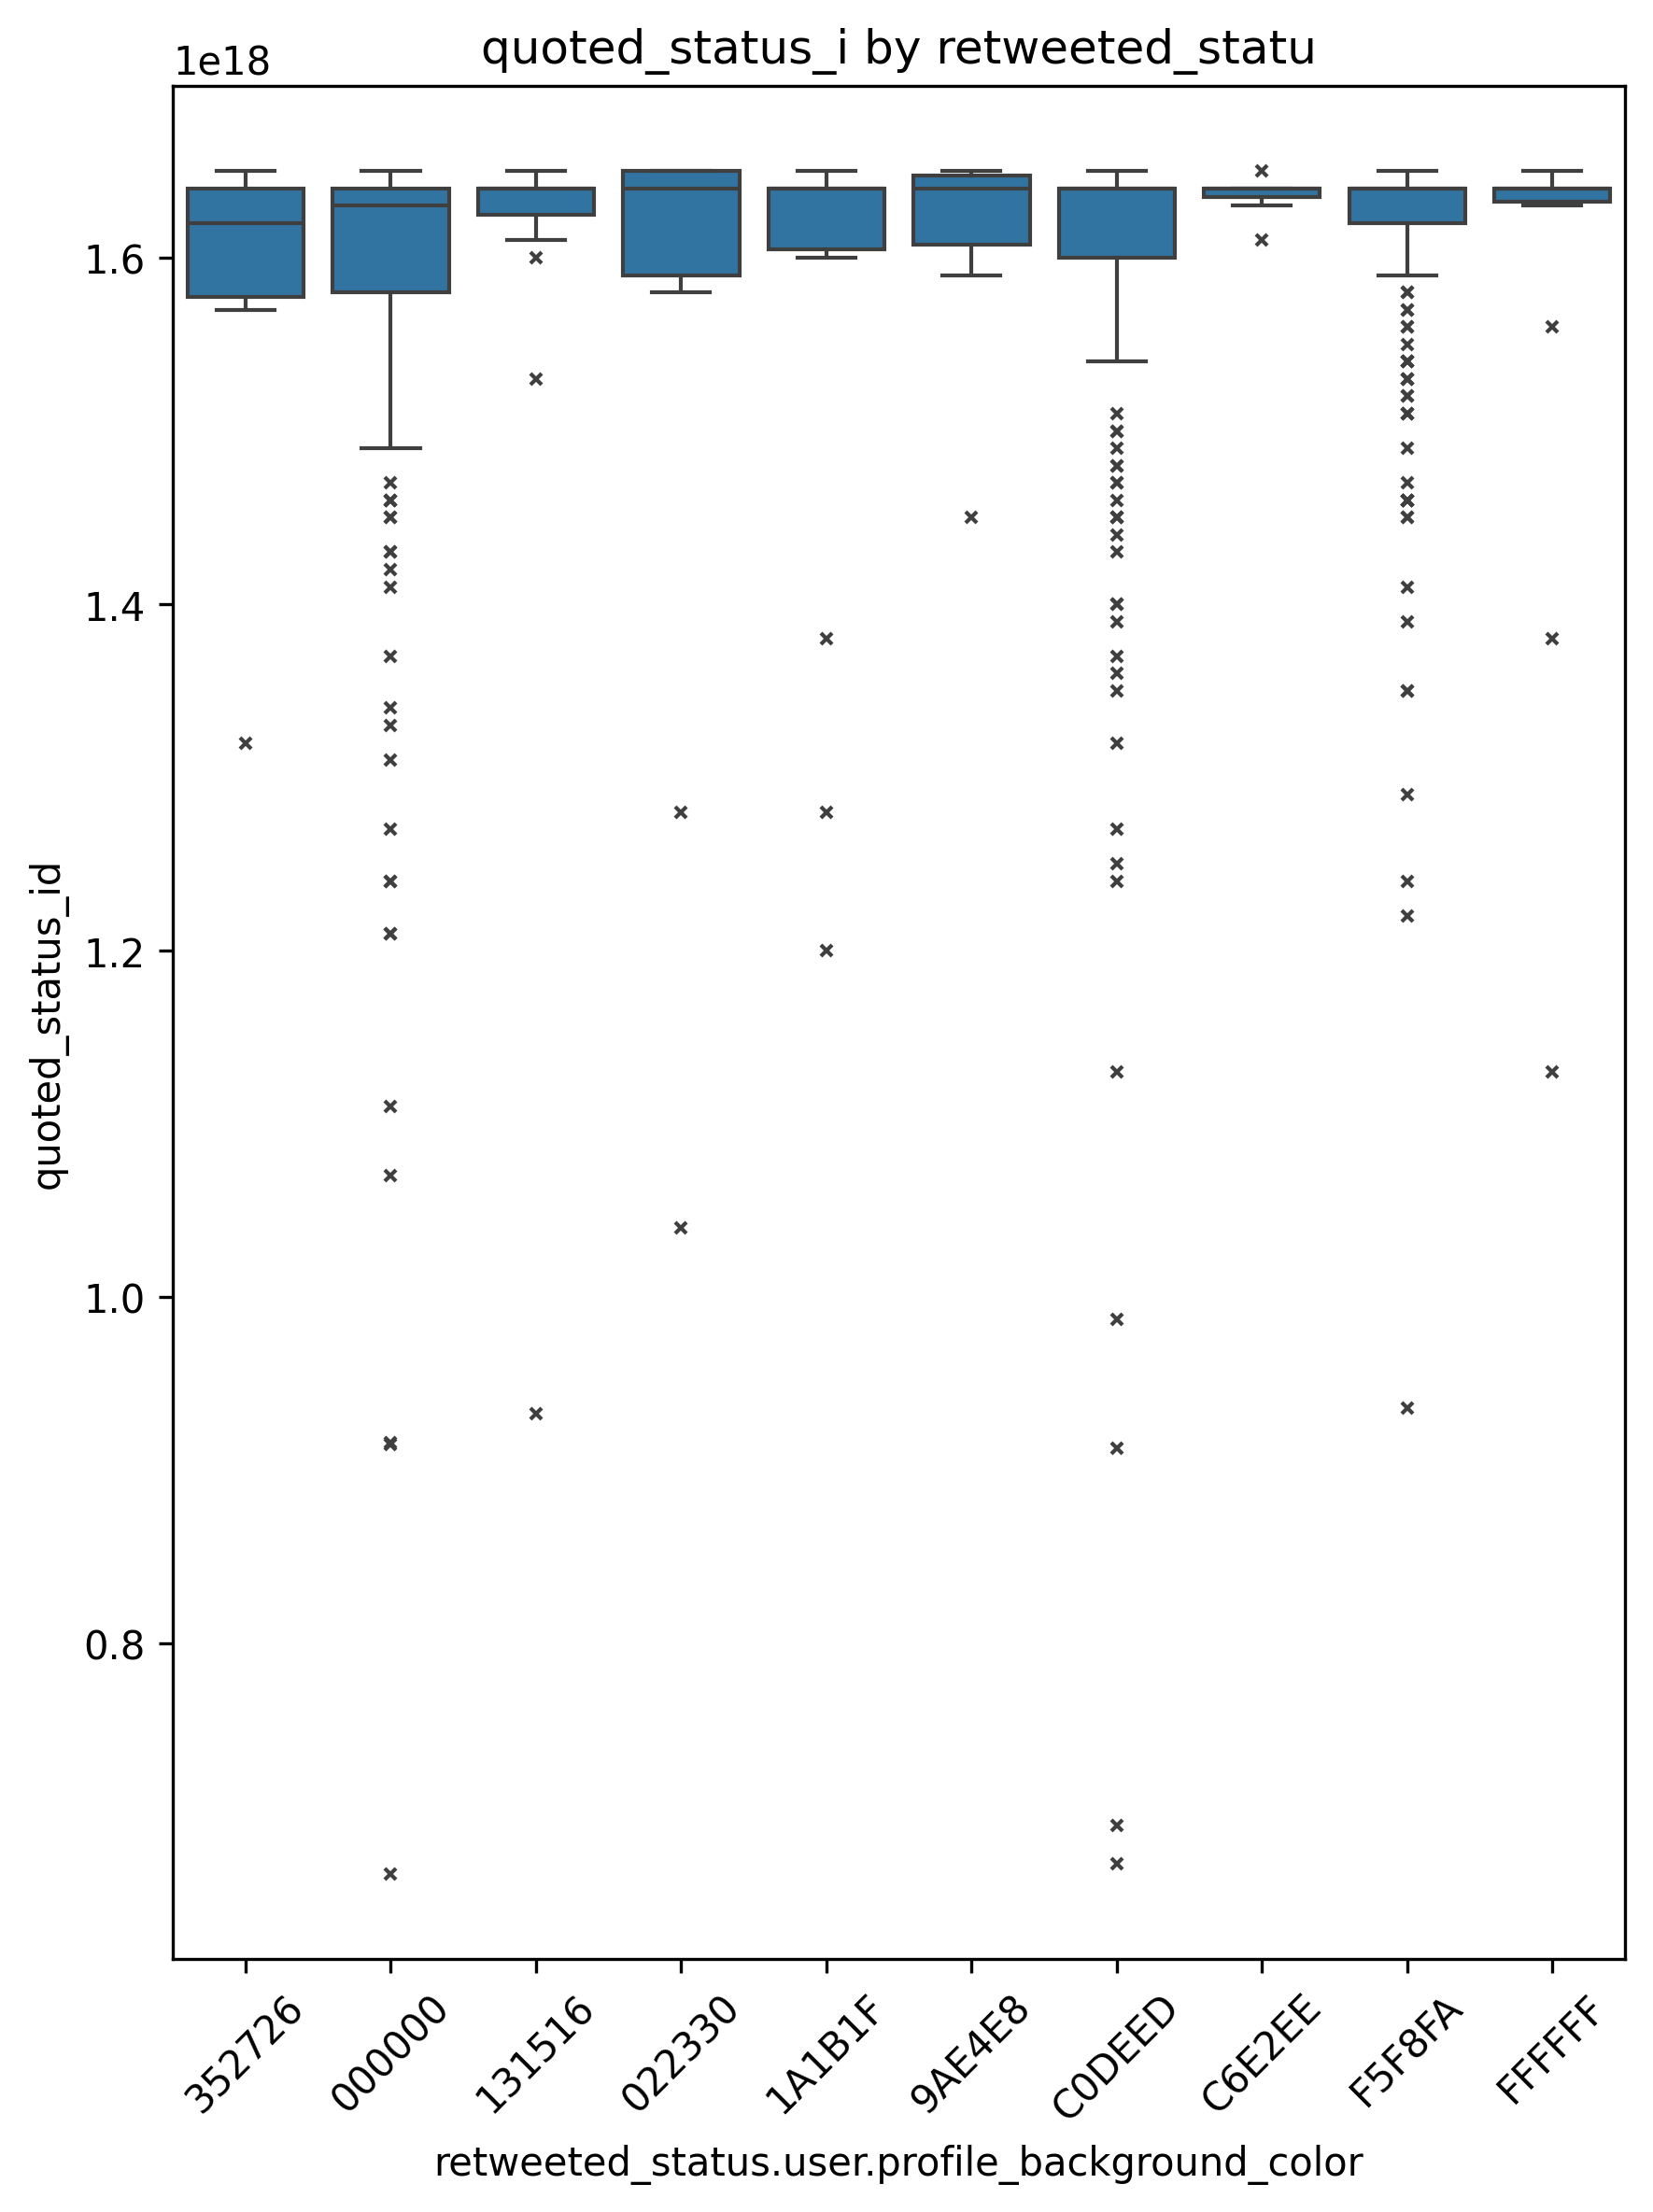 quoted_status_i by retweeted_statu
1e18
1.6
1.4
1.2
1.0
0.8
quoted_status_id
352726
000000
131516
022330
1A1B1F
9AE4E8
C0DEED
C6E2EE
F5F8FA
FFFFFF
retweeted_status.user.profile_background_color